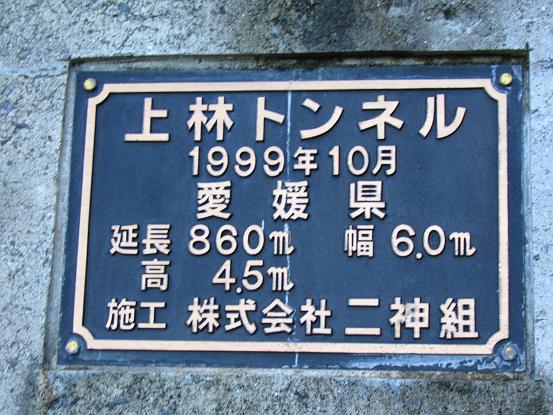 上林トンネル
1999年10月
愛媛県
延長 860m 幅 6.0m
高 4.5m
施工 株式会社 二神組